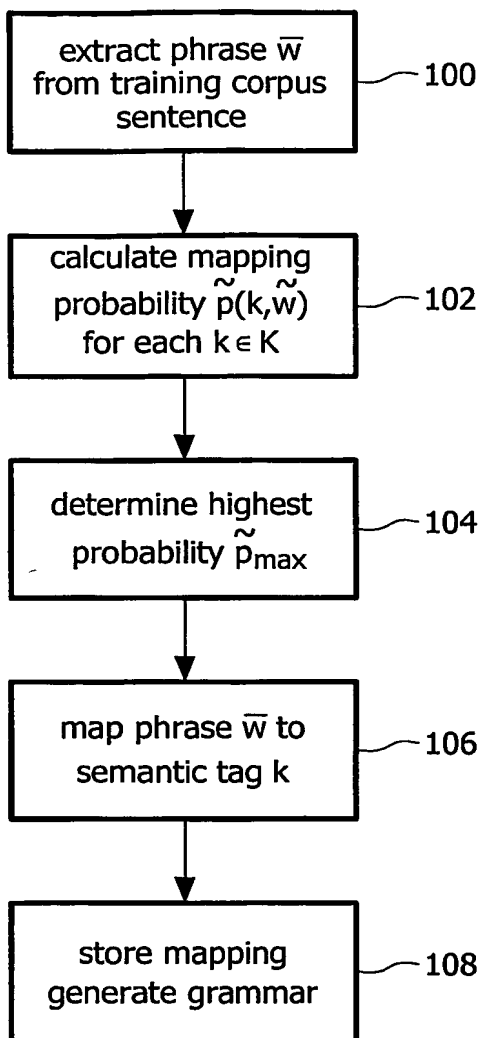 extract phrase w̅
from training corpus
sentence
100
calculate mapping
probability p̃(k,w̃)
for each k ∈ K
102
determine highest
probability p̃max
104
map phrase w̅ to
semantic tag k
106
store mapping
generate grammar
108